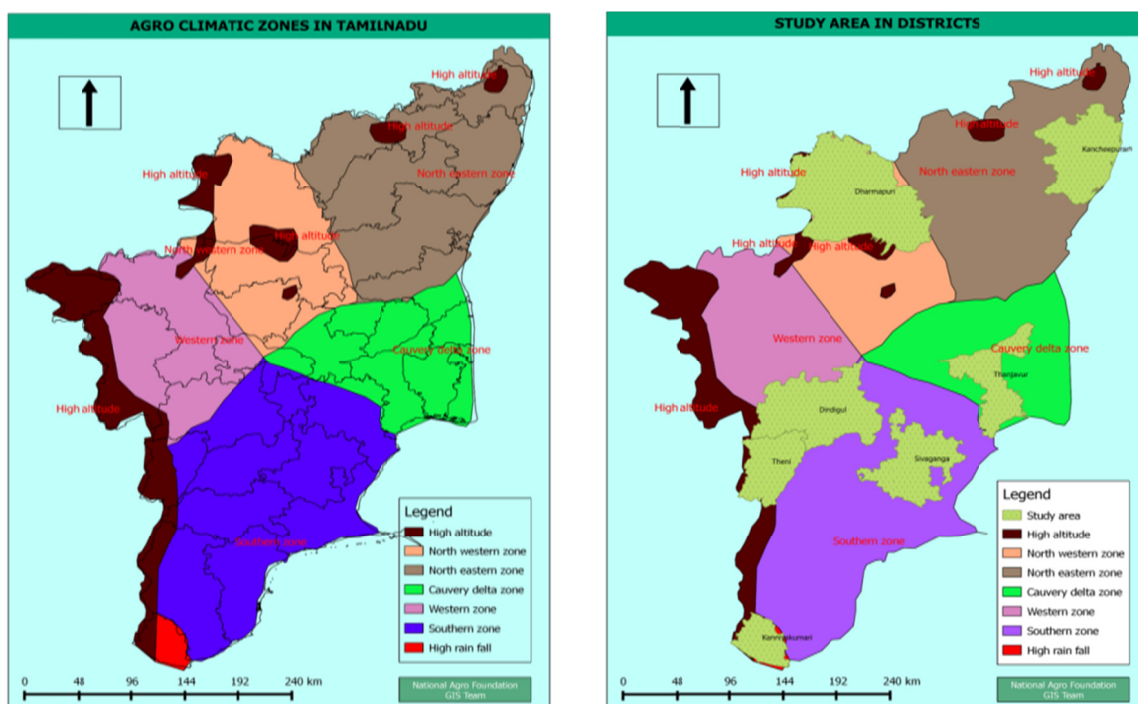 AGRO CLIMATIC ZONES IN TAMILNADU
High altitude
High altitude
High altitude
North eastern zone
High altitude
North western zone
Western zone
Cauvery delta zone
High altitude
Southern zone
Legend
High altitude
North western zone
North eastern zone
Cauvery delta zone
Western zone
Southern zone
High rain fall
0 48 96 144 192 240 km
National Agro Foundation
GIS Team
STUDY AREA IN DISTRICTS
High altitude
High altitude
Kancheepuram
High altitude
North eastern zone
Dharmapuri
High altitude
High altitude
Western zone
Cauvery delta zone
Thanjavur
High altitude
Dindigul
Theni
Sivaganga
Southern zone
Kanniyakumari
Legend
Study area
High altitude
North western zone
North eastern zone
Cauvery delta zone
Western zone
Southern zone
High rain fall
0 48 96 144 192 240 km
National Agro Foundation
GIS Team